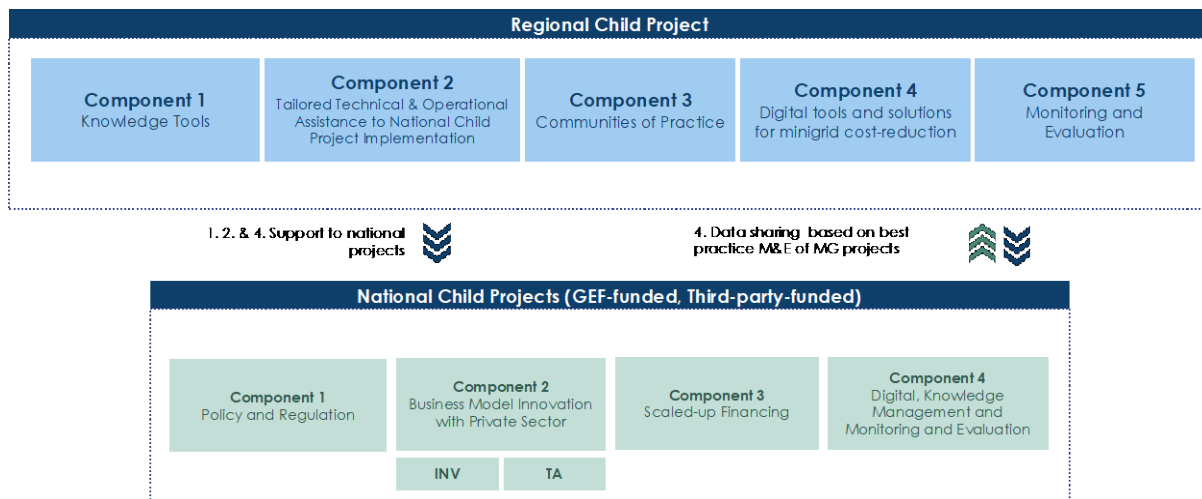 Regional Child Project
Component 1
Knowledge Tools
Component 2
Tailored Technical & Operational
Assistance to National Child
Project Implementation
Component 3
Communities of Practice
Component 4
Digital tools and solutions
for minigrid cost-reduction
Component 5
Monitoring and
Evaluation
1. 2. & 4. Support to national
projects
4. Data sharing based on best
practice M&E of MG projects
National Child Projects (GEF-funded, Third-party-funded)
Component 1
Policy and Regulation
Component 2
Business Model Innovation
with Private Sector
INV
TA
Component 3
Scaled-up Financing
Component 4
Digital, Knowledge
Management and
Monitoring and Evaluation